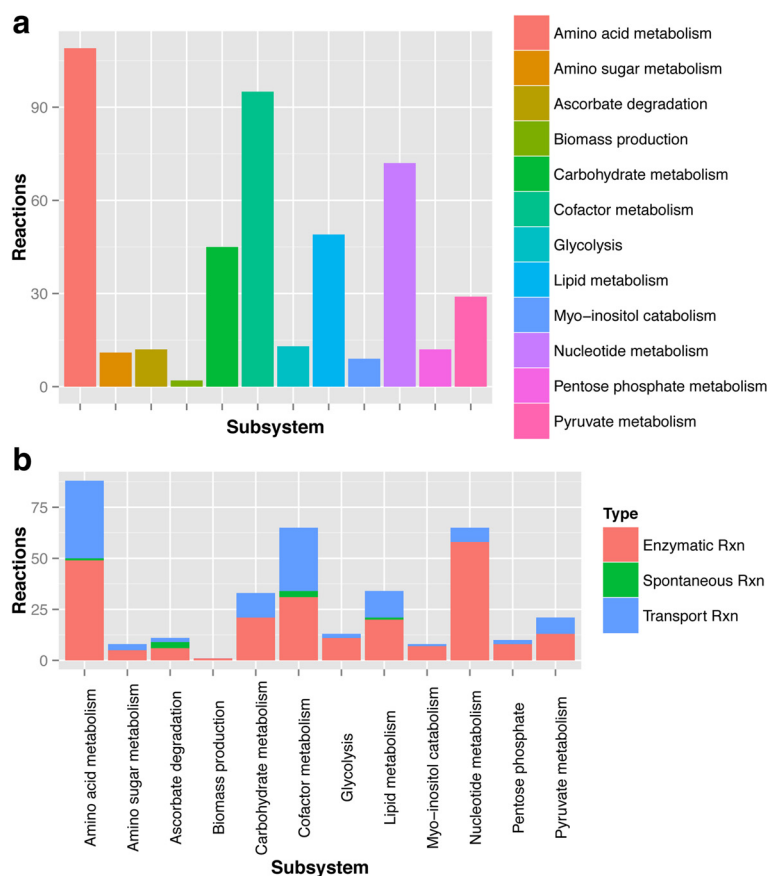 a
90
60
30
0
Reactions
Subsystem
Amino acid metabolism
Amino sugar metabolism
Ascorbate degradation
Biomass production
Carbohydrate metabolism
Cofactor metabolism
Glycolysis
Lipid metabolism
Myo−inositol catabolism
Nucleotide metabolism
Pentose phosphate metabolism
Pyruvate metabolism
b
75
50
25
0
Reactions
Amino acid metabolism
Amino sugar metabolism
Ascorbate degradation
Biomass production
Carbohydrate metabolism
Cofactor metabolism
Glycolysis
Lipid metabolism
Myo−inositol catabolism
Nucleotide metabolism
Pentose phosphate
Pyruvate metabolism
Subsystem
Type
Enzymatic Rxn
Spontaneous Rxn
Transport Rxn